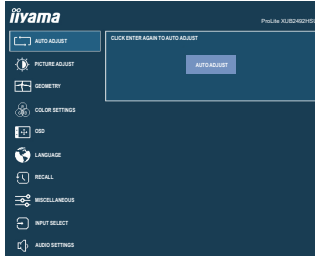 iiyama
ProLite XUB2492HS
AUTO ADJUST
CLICK ENTER AGAIN TO AUTO ADJUST
AUTO ADJUST
PICTURE ADJUST
GEOMETRY
COLOR SETTINGS
OSD
LANGUAGE
RECALL
MISCELLANEOUS
INPUT SELECT
AUDIO SETTINGS